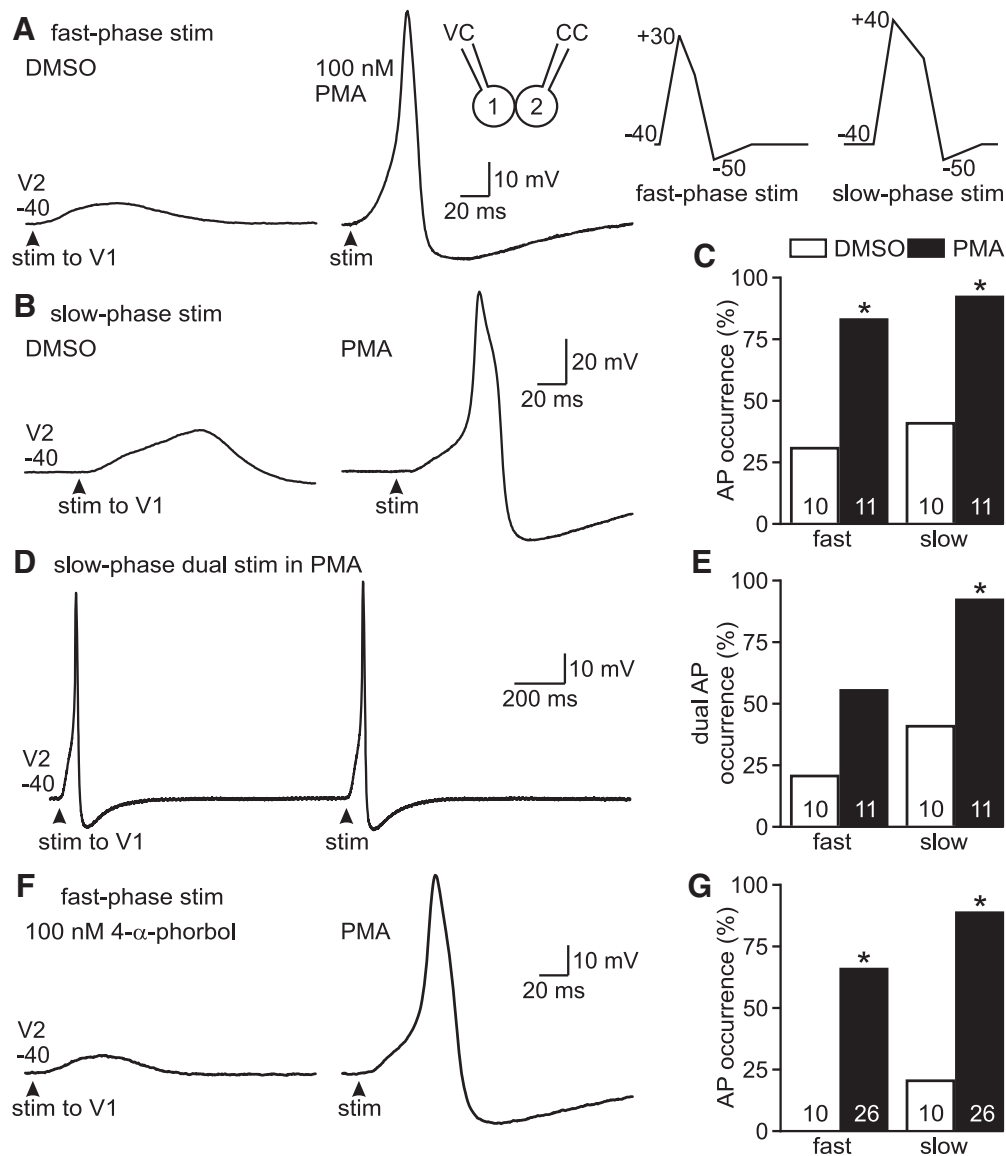 A fast-phase stim
DMSO
100 nM
PMA
VC
CC
1
2
10 mV
20 ms
V2
-40
stim to V1
stim
+30
-40
-50
fast-phase stim
+40
-40
-50
slow-phase stim
B slow-phase stim
DMSO
PMA
20 mV
20 ms
V2
-40
stim to V1
stim
C DMSO PMA
AP occurrence (%)
100
75
50
25
0
* *
10 11 10 11
fast slow
D slow-phase dual stim in PMA
10 mV
200 ms
V2
-40
stim to V1
stim
E
dual AP
occurrence (%)
100
75
50
25
0
*
10 11 10 11
fast slow
F fast-phase stim
100 nM 4-α-phorbol
PMA
10 mV
20 ms
V2
-40
stim to V1
stim
G
AP occurrence (%)
100
75
50
25
0
* *
10 26 10 26
fast slow